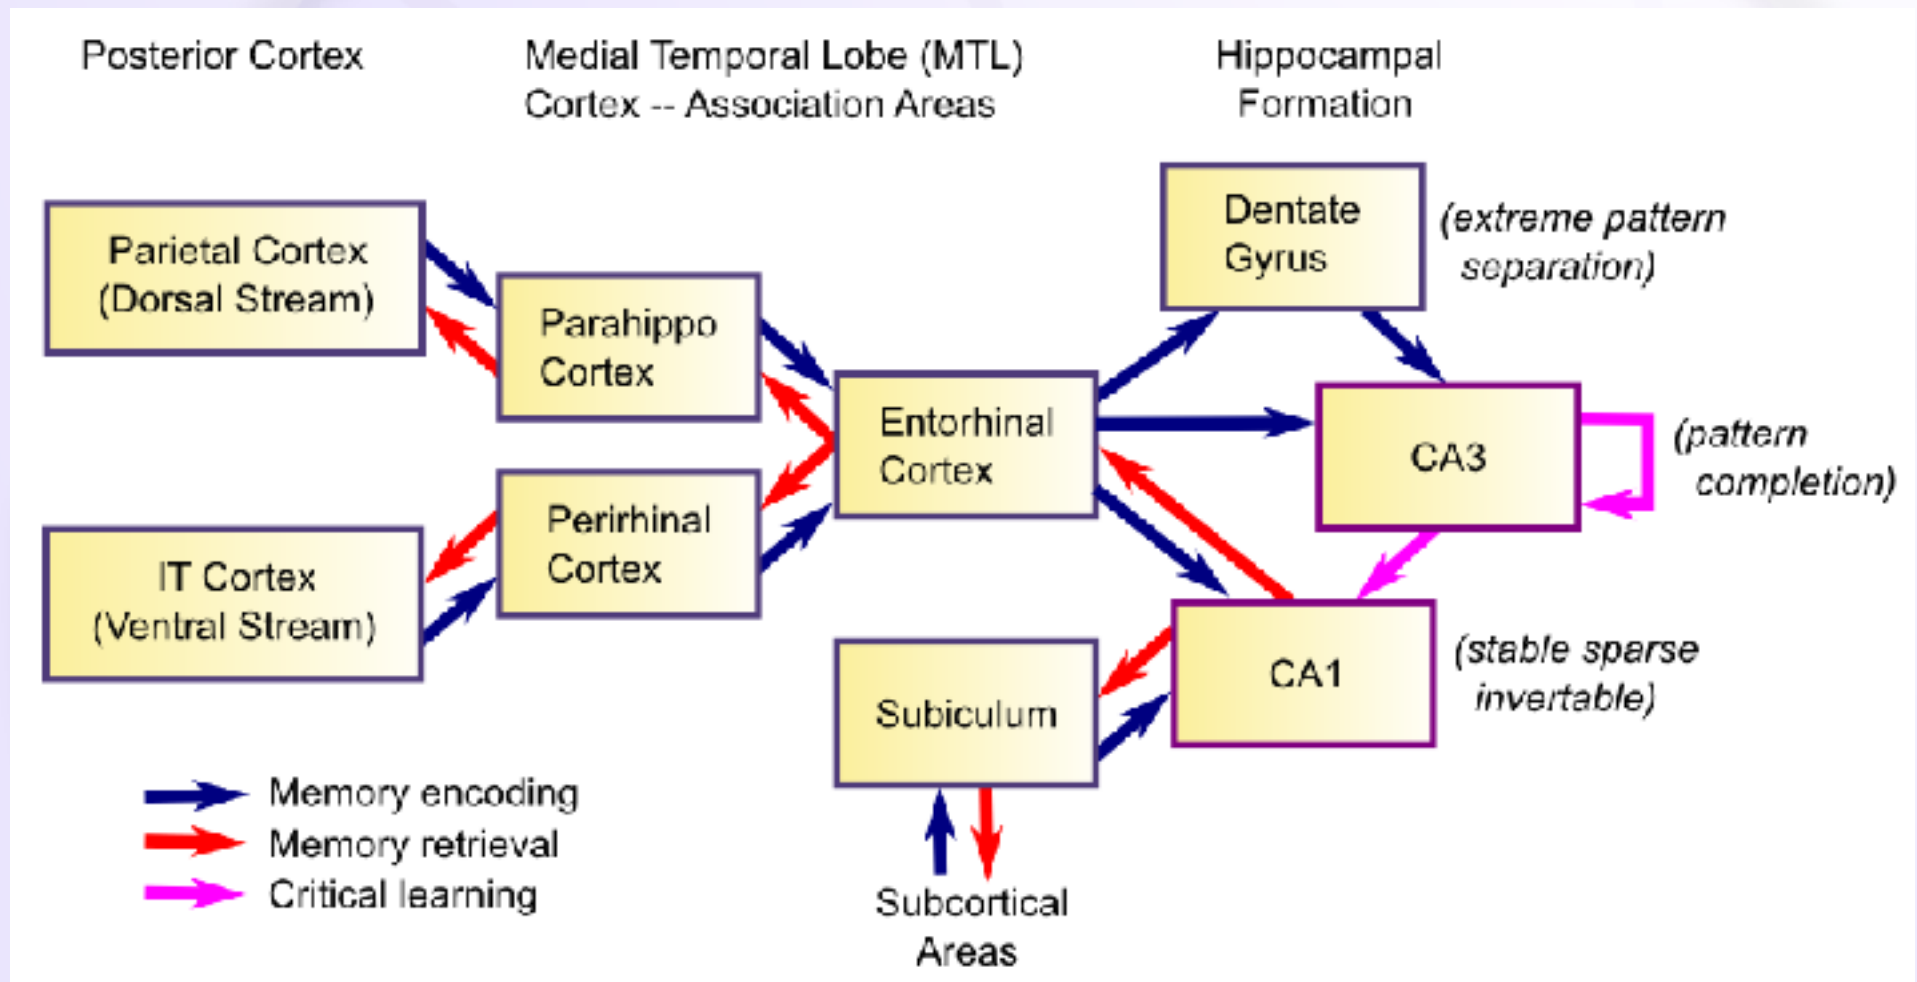 Posterior Cortex
Medial Temporal Lobe (MTL)
Cortex -- Association Areas
Hippocampal
Formation
Parietal Cortex
(Dorsal Stream)
Parahippo
Cortex
Entorhinal
Cortex
Dentate
Gyrus
(extreme pattern
separation)
CA3
(pattern
completion)
IT Cortex
(Ventral Stream)
Perirhinal
Cortex
Subiculum
CA1
(stable sparse
invertable)
Memory encoding
Memory retrieval
Critical learning
Subcortical
Areas